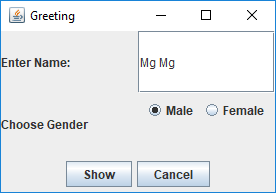 Greeting
Enter Name:
Mg Mg
Male Female
Choose Gender
Show Cancel